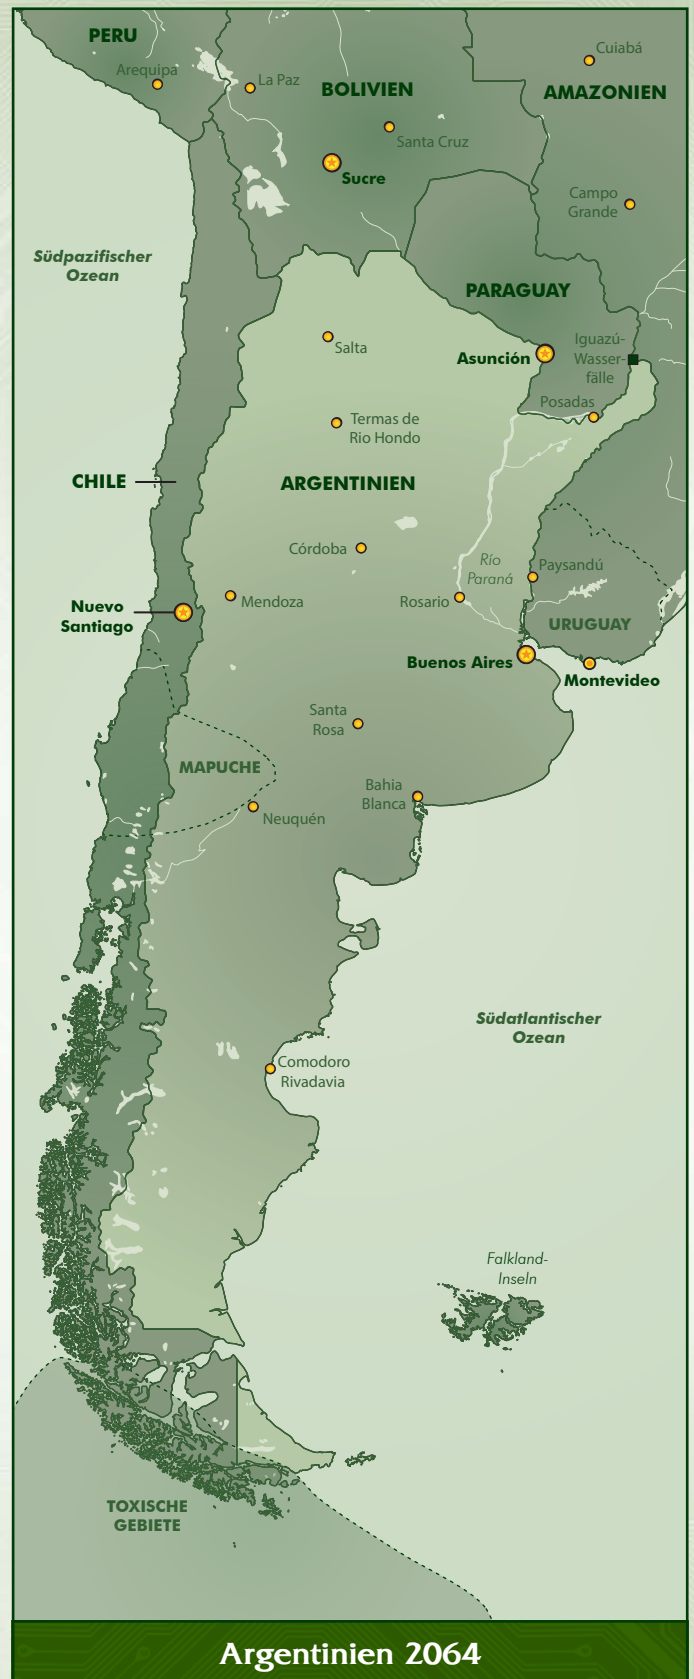 PERU
Arequipa
La Paz
BOLIVIEN
Cuiabá
AMAZONIEN
Santa Cruz
Sucre
Campo
Grande
Südpazifischer
Ozean
PARAGUAY
Salta
Asunción
Iguazú-
Wasser-
fälle
Posadas
Termas de
Rio Hondo
CHILE
ARGENTINIEN
Córdoba
Río
Paraná
Paysandú
Nuevo
Santiago
Mendoza
Rosario
URUGUAY
Buenos Aires
Montevideo
Santa
Rosa
MAPUCHE
Bahia
Blanca
Neuquén
Südatlantischer
Ozean
Comodoro
Rivadavia
Falkland-
Inseln
TOXISCHE
GEBIETE
Argentinien 2064